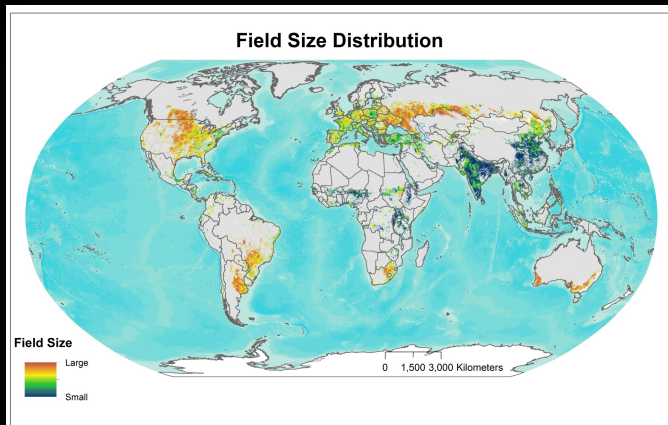 Field Size Distribution
Field Size
Large
Small
0 1,500 3,000 Kilometers